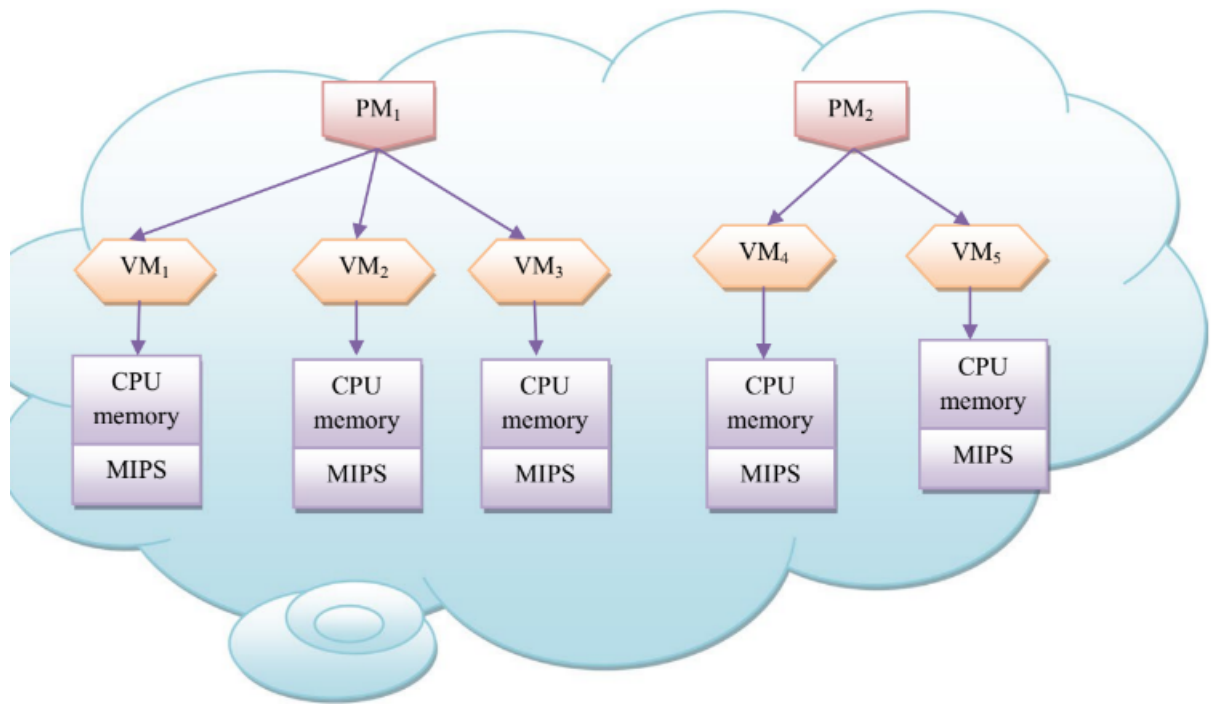 PM₁
PM₂
VM₁
VM₂
VM₃
VM₄
VM₅
CPU
memory
MIPS
CPU
memory
MIPS
CPU
memory
MIPS
CPU
memory
MIPS
CPU
memory
MIPS